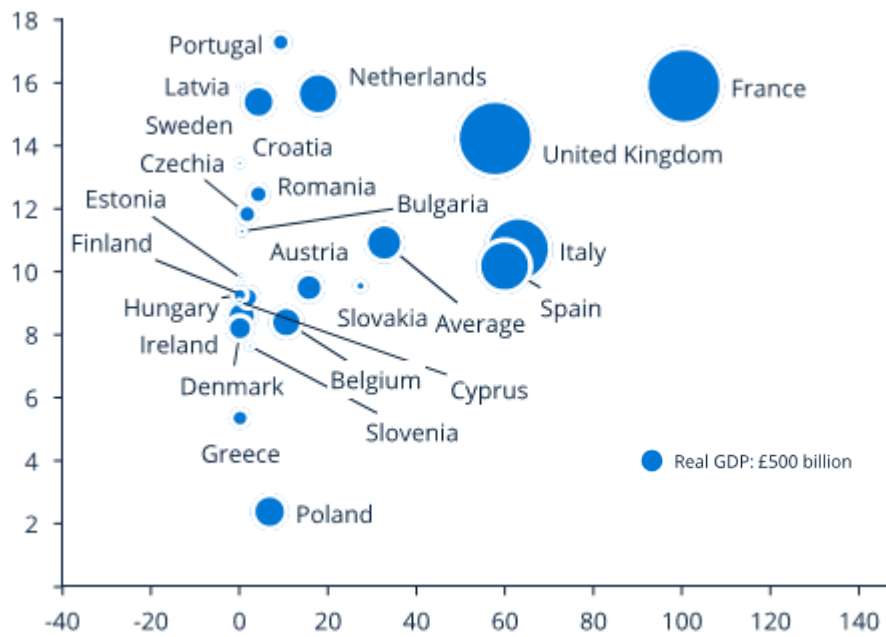 18
Portugal
Netherlands
16
Latvia
France
Sweden
14
Croatia
United Kingdom
Czechia
Romania
12
Estonia
Bulgaria
Finland
Austria
Italy
10
Hungary
Slovakia
Average
Spain
8
Ireland
Denmark
Belgium
Cyprus
6
Slovenia
Greece
4
Real GDP: £500 billion
Poland
2
-40 -20 0 20 40 60 80 100 120 140